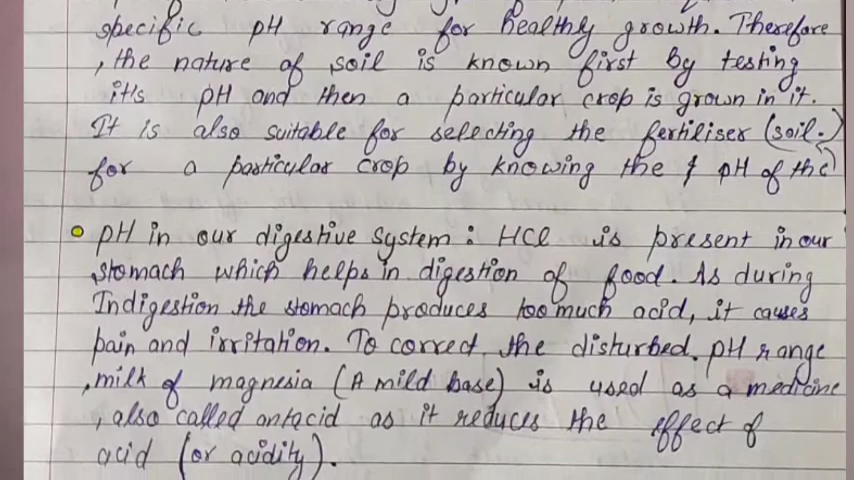 specific pH range for healthy growth. Therefore
, the nature of soil is known first by testing
it's pH and then a particular crop is grown in it.
It is also suitable for selecting the fertiliser (soil.)
for a particular crop by knowing the pH of the
pH in our digestive system : HCl is present in our
stomach which helps in digestion of food. As during
Indigestion the stomach produces too much acid, it causes
pain and irritation. To correct the disturbed pH range
, milk of magnesia (A mild base) is used as a medicine
, also called antacid as it reduces the effect of
acid (or acidity).